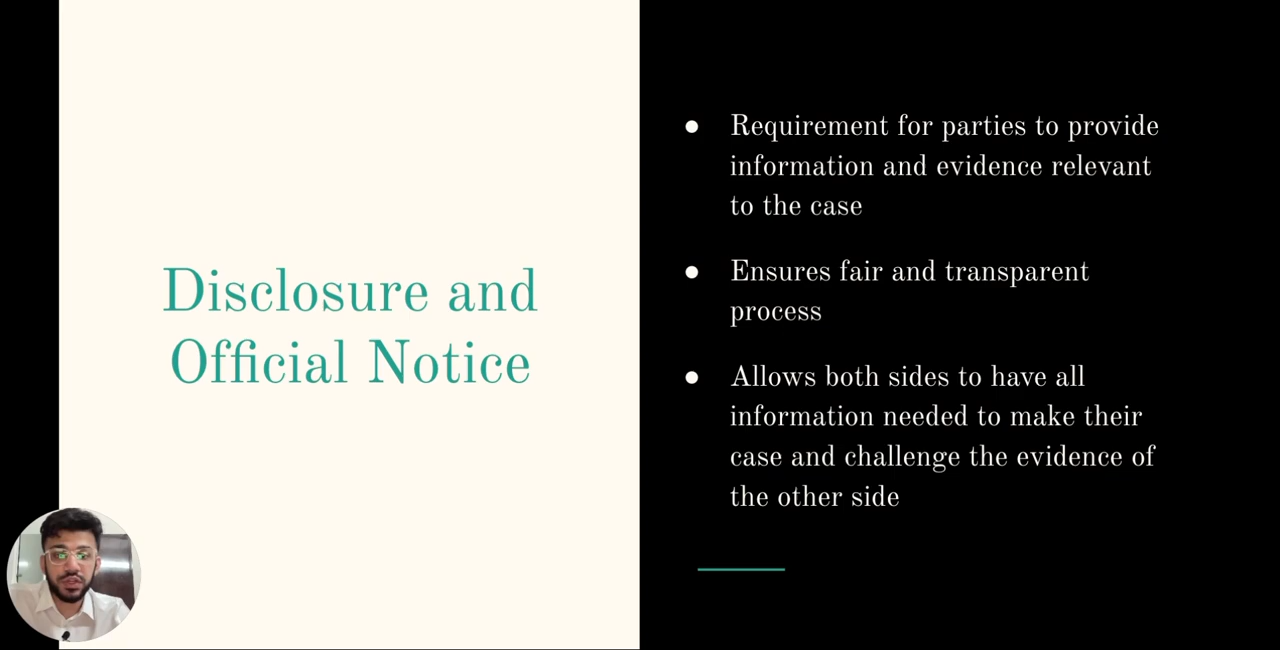 Disclosure and
Official Notice
● Requirement for parties to provide
information and evidence relevant
to the case
● Ensures fair and transparent
process
● Allows both sides to have all
information needed to make their
case and challenge the evidence of
the other side